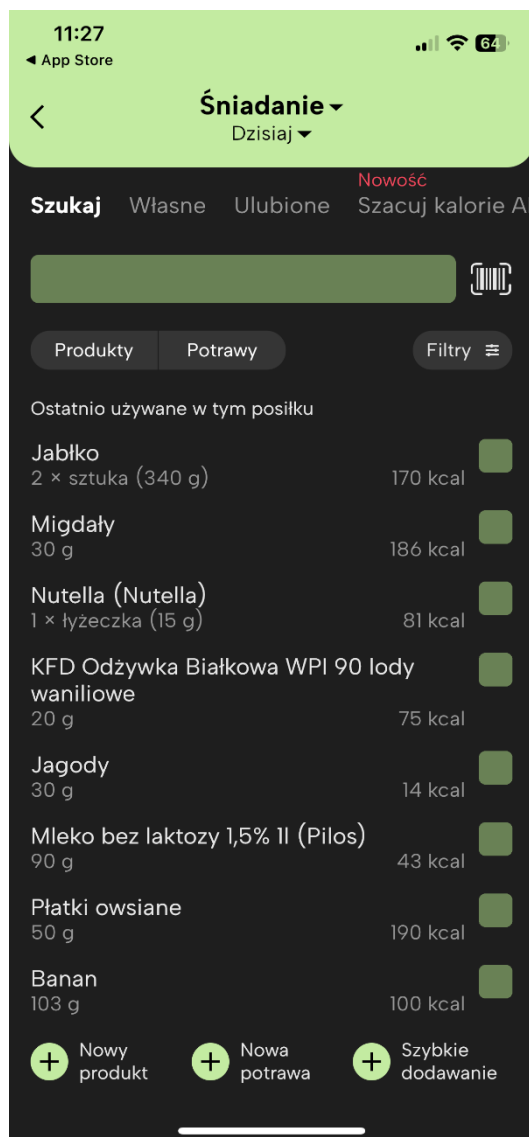 11:27
64
◀ App Store
Śniadanie
Dzisiaj
Nowość
Szukaj Własne Ulubione Szacuj kalorie A
Produkty Potrawy Filtry
Ostatnio używane w tym posiłku
Jabłko
2 × sztuka (340 g) 170 kcal
Migdały
30 g 186 kcal
Nutella (Nutella)
1 × łyżeczka (15 g) 81 kcal
KFD Odżywka Białkowa WPI 90 lody
waniliowe
20 g 75 kcal
Jagody
30 g 14 kcal
Mleko bez laktozy 1,5% 1l (Pilos)
90 g 43 kcal
Płatki owsiane
50 g 190 kcal
Banan
103 g 100 kcal
Nowy
produkt
Nowa
potrawa
Szybkie
dodawanie